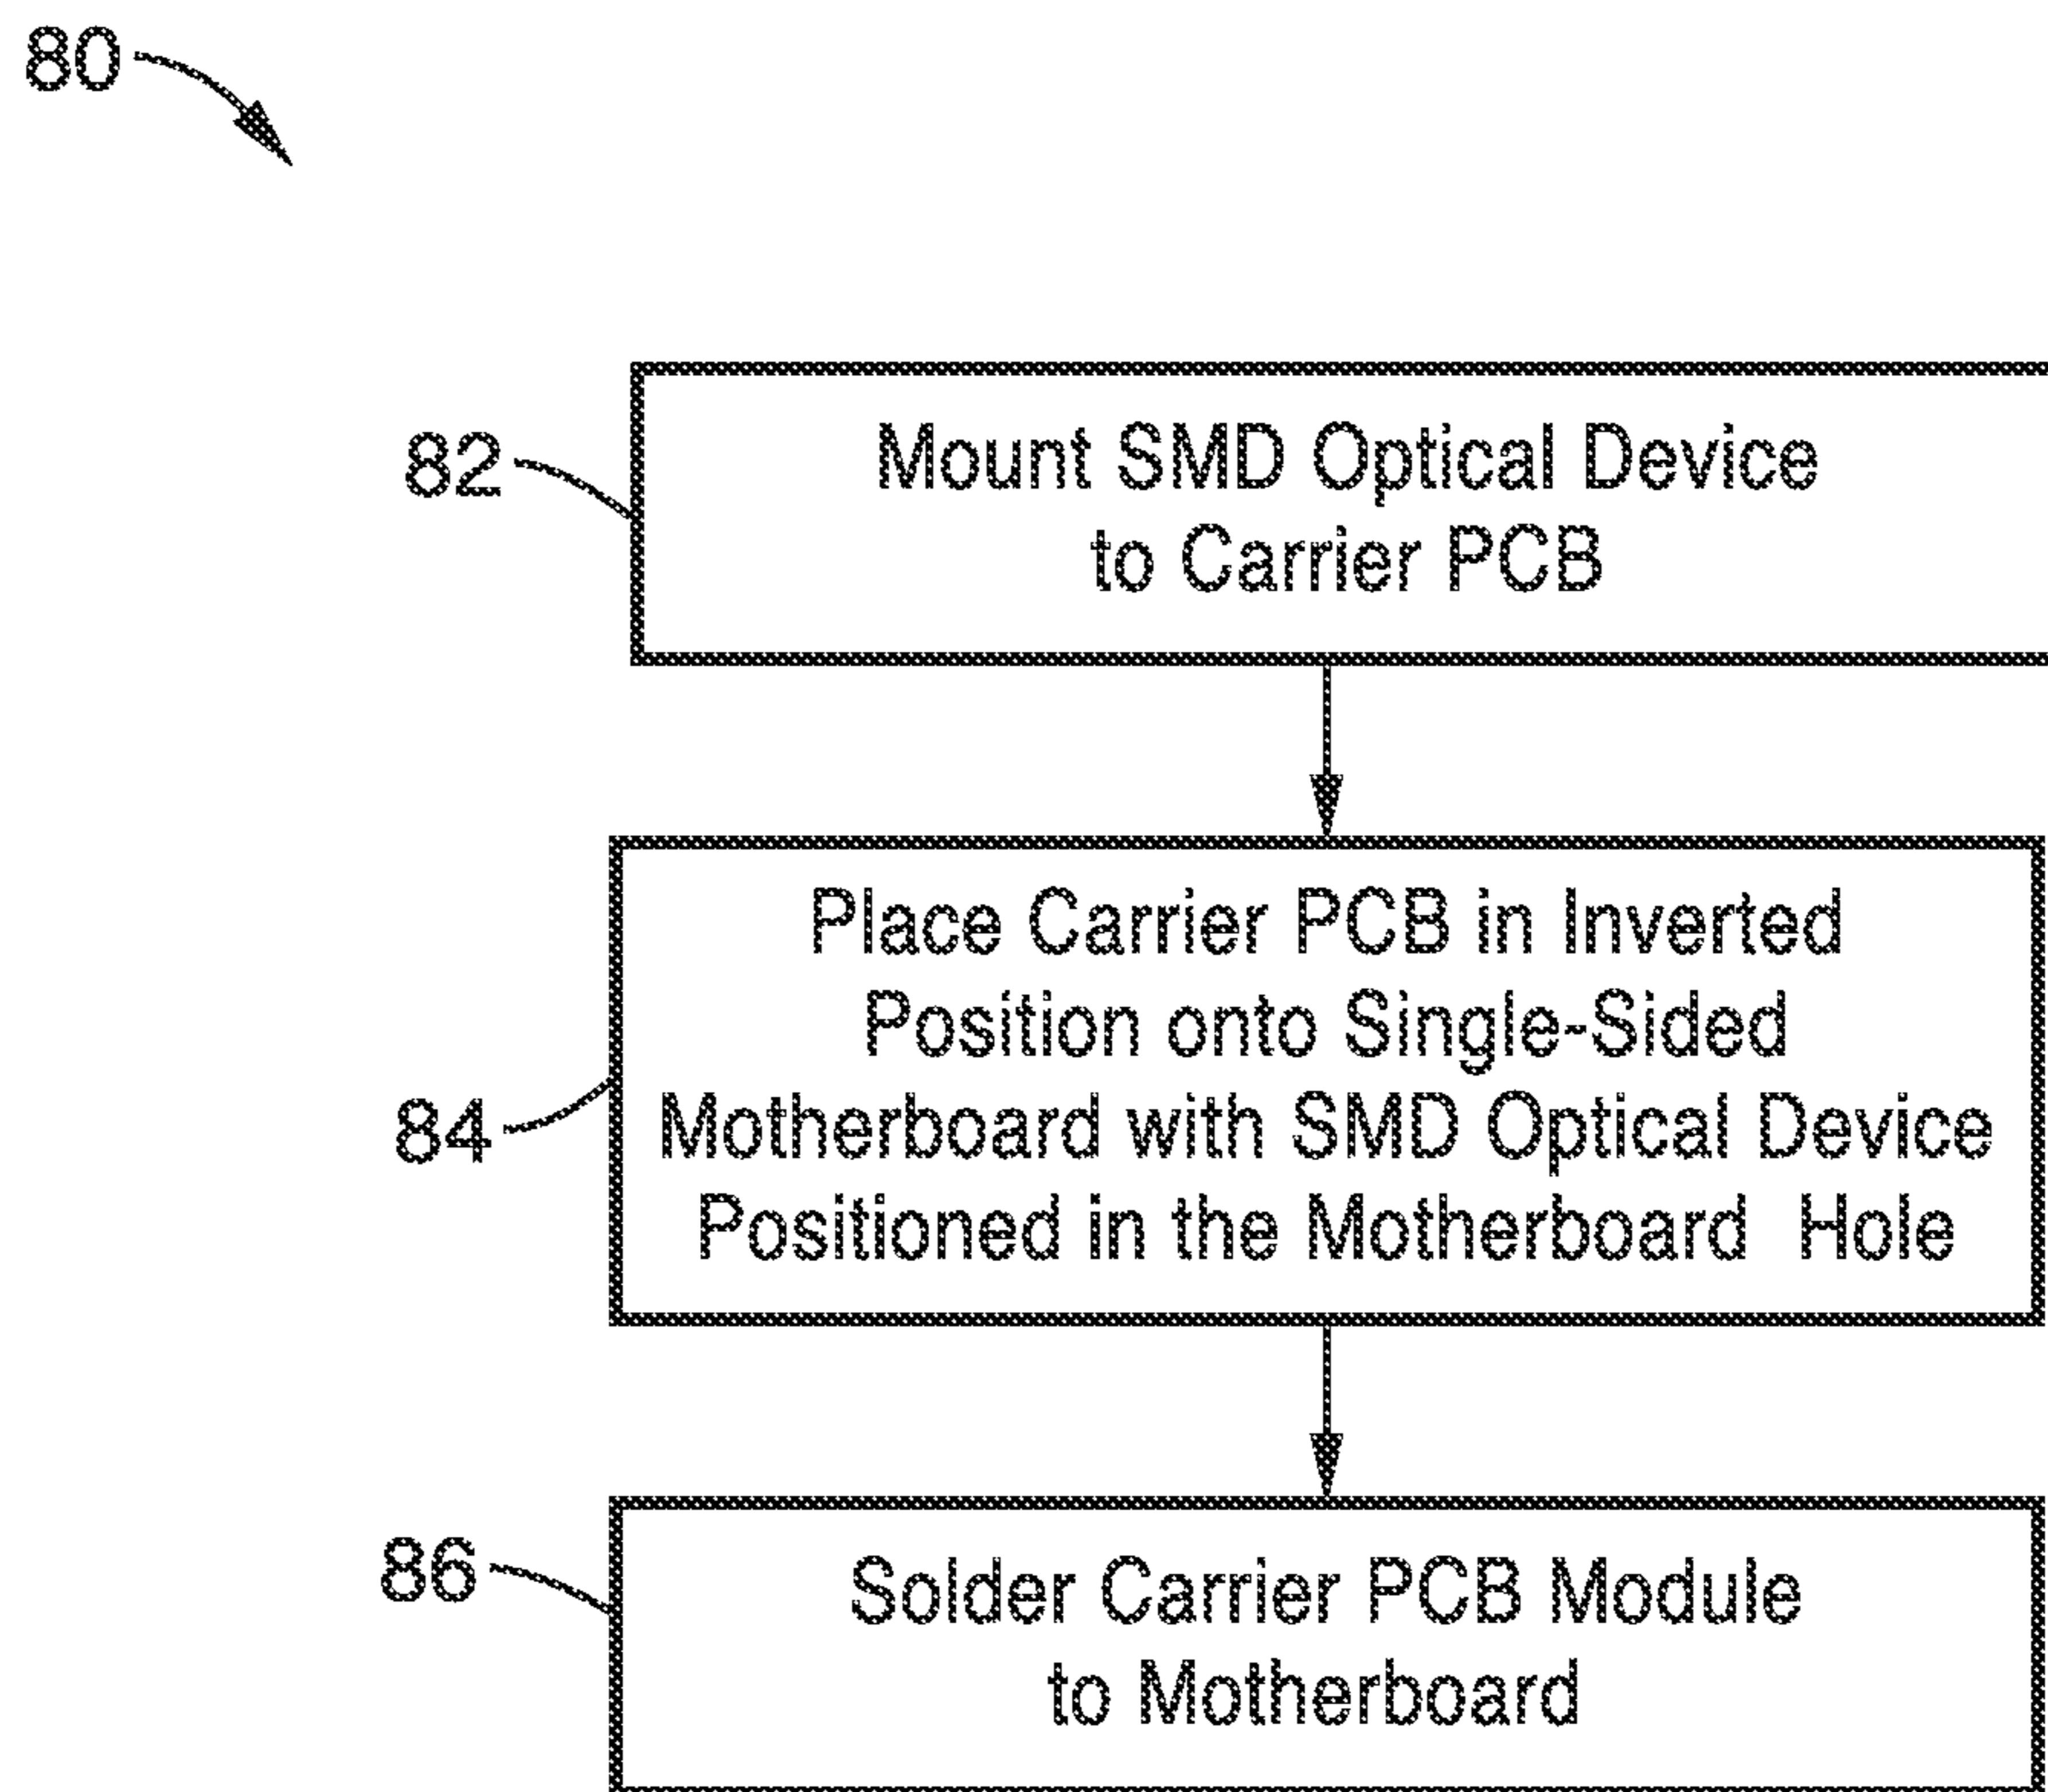 80
82
Mount SMD Optical Device
to Carrier PCB
84
Place Carrier PCB in Inverted
Position onto Single-Sided
Motherboard with SMD Optical Device
Positioned in the Motherboard Hole
86
Solder Carrier PCB Module
to Motherboard